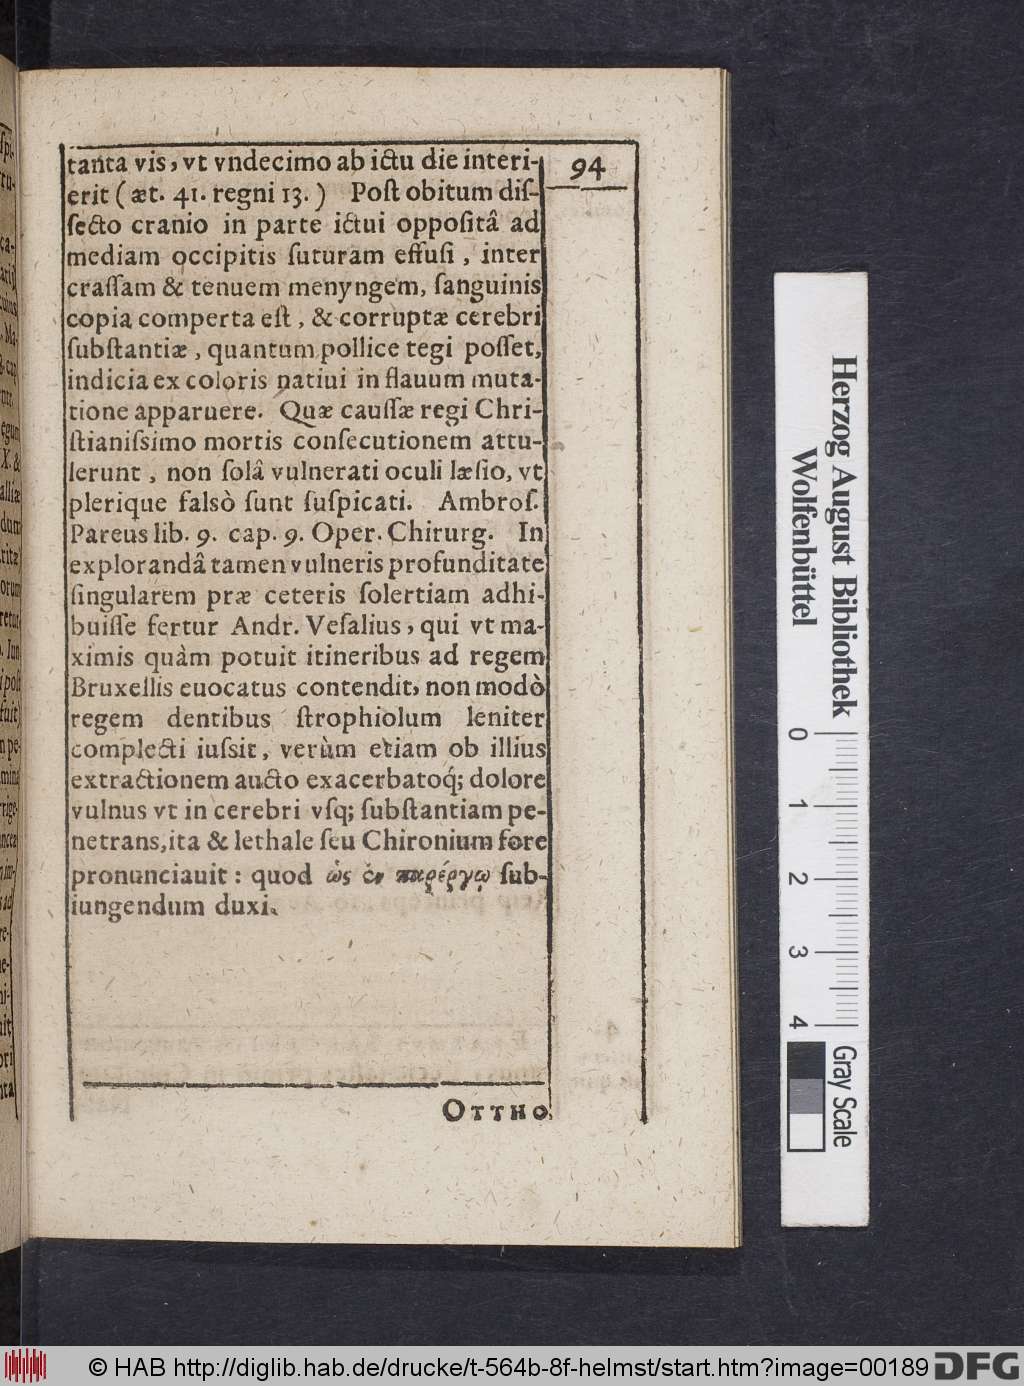 94
tanta vis, vt vndecimo ab ictu die interi-
erit (æt. 41. regni 13.) Poſt obitum diſ-
ſecto cranio in parte ictui oppoſitâ ad
mediam occipitis ſuturam effuſi, inter
craſſam & tenuem menyngem, ſanguinis
copia comperta eſt, & corruptæ cerebri
ſubſtantiæ, quantum pollice tegi poſſet,
indicia ex coloris natiui in flauum muta-
tione apparuere. Quæ cauſſæ regi Chri-
ſtianiſsimo mortis conſecutionem attu-
lerunt, non ſolâ vulnerati oculi læſio, vt
plerique falsò ſunt ſuſpicati. Ambroſ.
Pareus lib. 9. cap. 9. Oper. Chirurg. In
explorandâ tamen vulneris profunditate
ſingularem præ ceteris ſolertiam adhi-
buiſſe fertur Andr. Veſalius, qui vt ma-
ximis quàm potuit itineribus ad regem
Bruxellis euocatus contendit, non modò
regem dentibus ſtrophiolum leniter
complecti iuſsit, verùm etiam ob illius
extractionem aucto exacerbatoq́; dolore
vulnus vt in cerebri vſq; ſubſtantiam pe-
netrans, ita & lethale ſeu Chironium fore
pronunciauit: quod ὡς ἐν παρέργῳ ſub-
iungendum duxi.
OTTHO
Herzog August Bibliothek
Wolfenbüttel
0 1 2 3 4
Gray Scale
© HAB http://diglib.hab.de/drucke/t-564b-8f-helmst/start.htm?image=00189
DFG